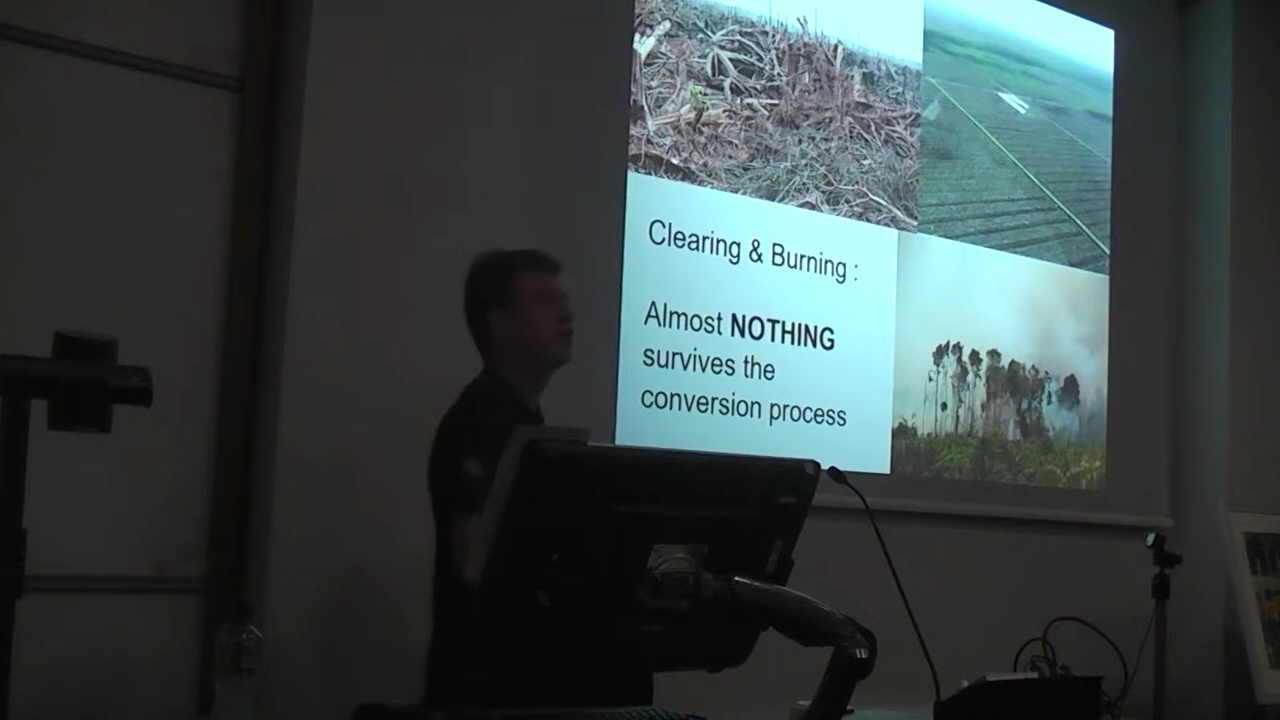 Clearing & Burning :
Almost NOTHING
survives the
conversion process